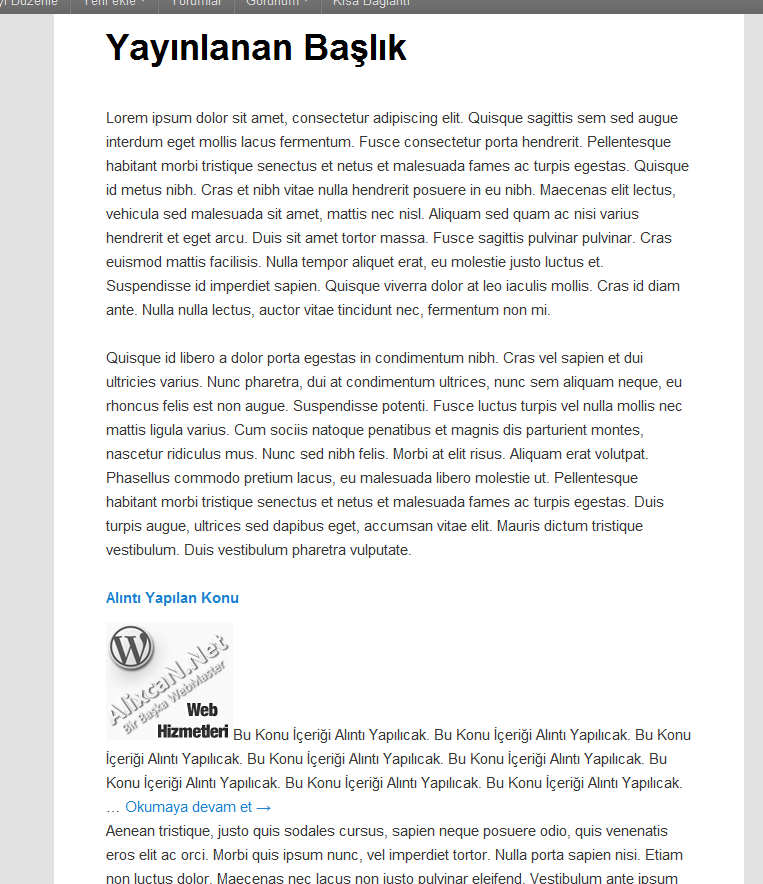 Düzenle Yeni ekle Yorumlar Görünüm Kısa Bağlantı
Yayınlanan Başlık
Lorem ipsum dolor sit amet, consectetur adipiscing elit. Quisque sagittis sem sed augue
interdum eget mollis lacus fermentum. Fusce consectetur porta hendrerit. Pellentesque
habitant morbi tristique senectus et netus et malesuada fames ac turpis egestas. Quisque
id metus nibh. Cras et nibh vitae nulla hendrerit posuere in eu nibh. Maecenas elit lectus,
vehicula sed malesuada sit amet, mattis nec nisl. Aliquam sed quam ac nisi varius
hendrerit et eget arcu. Duis sit amet tortor massa. Fusce sagittis pulvinar pulvinar. Cras
euismod mattis facilisis. Nulla tempor aliquet erat, eu molestie justo luctus et.
Suspendisse id imperdiet sapien. Quisque viverra dolor at leo iaculis mollis. Cras id diam
ante. Nulla nulla lectus, auctor vitae tincidunt nec, fermentum non mi.
Quisque id libero a dolor porta egestas in condimentum nibh. Cras vel sapien et dui
ultricies varius. Nunc pharetra, dui at condimentum ultrices, nunc sem aliquam neque, eu
rhoncus felis est non augue. Suspendisse potenti. Fusce luctus turpis vel nulla mollis nec
mattis ligula varius. Cum sociis natoque penatibus et magnis dis parturient montes,
nascetur ridiculus mus. Nunc sed nibh felis. Morbi at elit risus. Aliquam erat volutpat.
Phasellus commodo pretium lacus, eu malesuada libero molestie ut. Pellentesque
habitant morbi tristique senectus et netus et malesuada fames ac turpis egestas. Duis
turpis augue, ultrices sed dapibus eget, accumsan vitae elit. Mauris dictum tristique
vestibulum. Duis vestibulum pharetra vulputate.
Alıntı Yapılan Konu
AlixcaN.Net
Bir Başka WebMaster
Web
Hizmetleri
Bu Konu İçeriği Alıntı Yapılıcak. Bu Konu İçeriği Alıntı Yapılıcak. Bu Konu
İçeriği Alıntı Yapılıcak. Bu Konu İçeriği Alıntı Yapılıcak. Bu Konu İçeriği Alıntı Yapılıcak. Bu
Konu İçeriği Alıntı Yapılıcak. Bu Konu İçeriği Alıntı Yapılıcak. Bu Konu İçeriği Alıntı Yapılıcak.
… Okumaya devam et →
Aenean tristique, justo quis sodales cursus, sapien neque posuere odio, quis venenatis
eros elit ac orci. Morbi quis ipsum nunc, vel imperdiet tortor. Nulla porta sapien nisi. Etiam
non luctus dolor. Maecenas nec lacus non justo pulvinar eleifend. Vestibulum ante ipsum